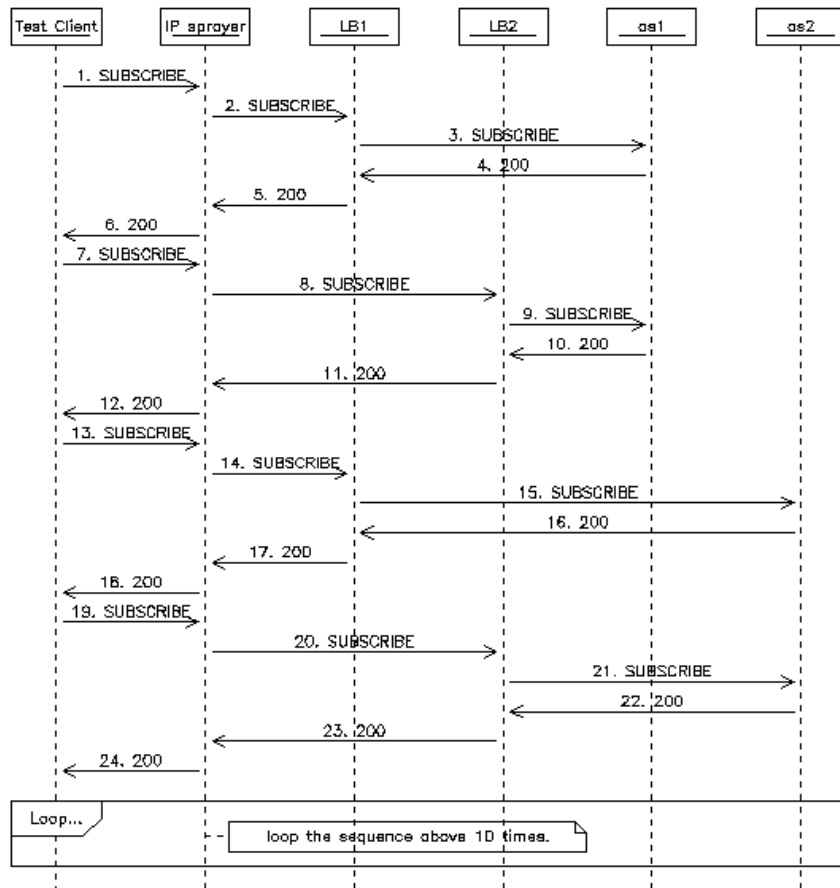 Test Client
IP sprayer
LB1
LB2
as1
as2
1. SUBSCRIBE
2. SUBSCRIBE
3. SUBSCRIBE
4. 200
5. 200
6. 200
7. SUBSCRIBE
8. SUBSCRIBE
9. SUBSCRIBE
10. 200
11. 200
12. 200
13. SUBSCRIBE
14. SUBSCRIBE
15. SUBSCRIBE
16. 200
17. 200
18. 200
19. SUBSCRIBE
20. SUBSCRIBE
21. SUBSCRIBE
22. 200
23. 200
24. 200
Loop...
loop the sequence above 10 times.